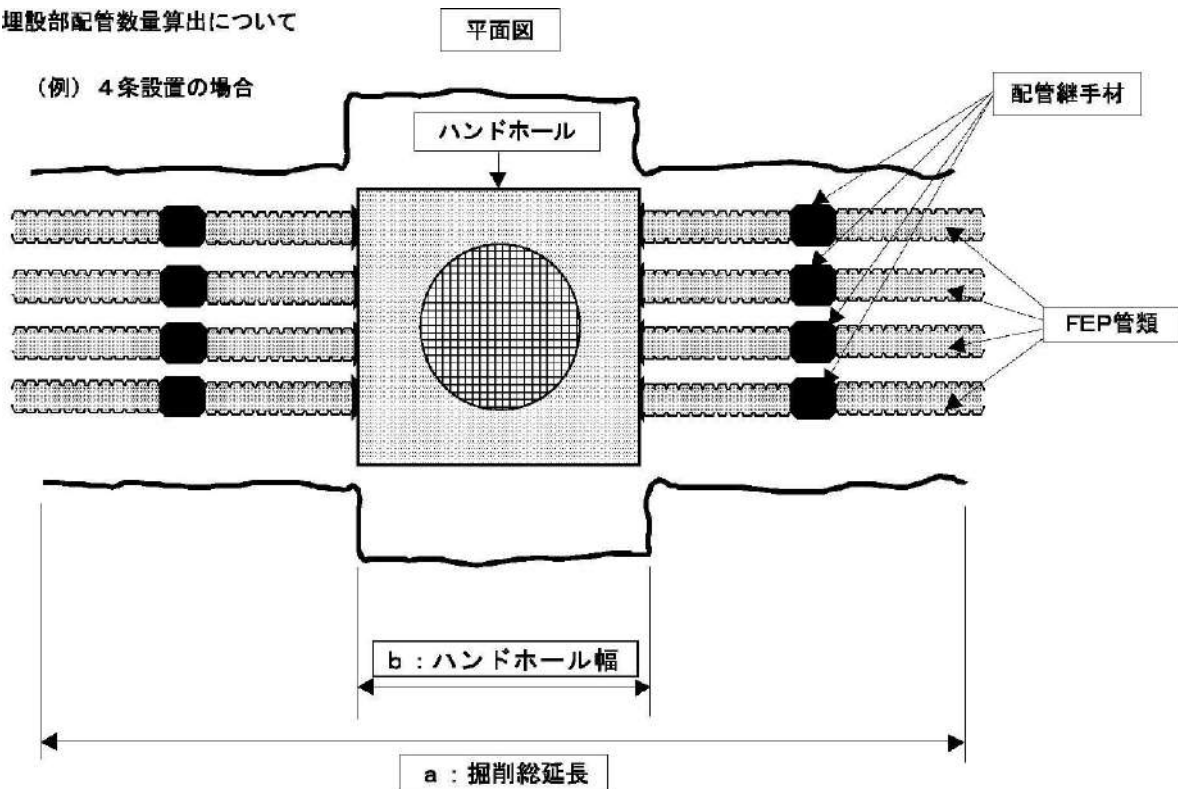 埋設部配管数量算出について
平面図
（例）４条設置の場合
配管継手材
ハンドホール
FEP管類
ｂ：ハンドホール幅
ａ：掘削総延長